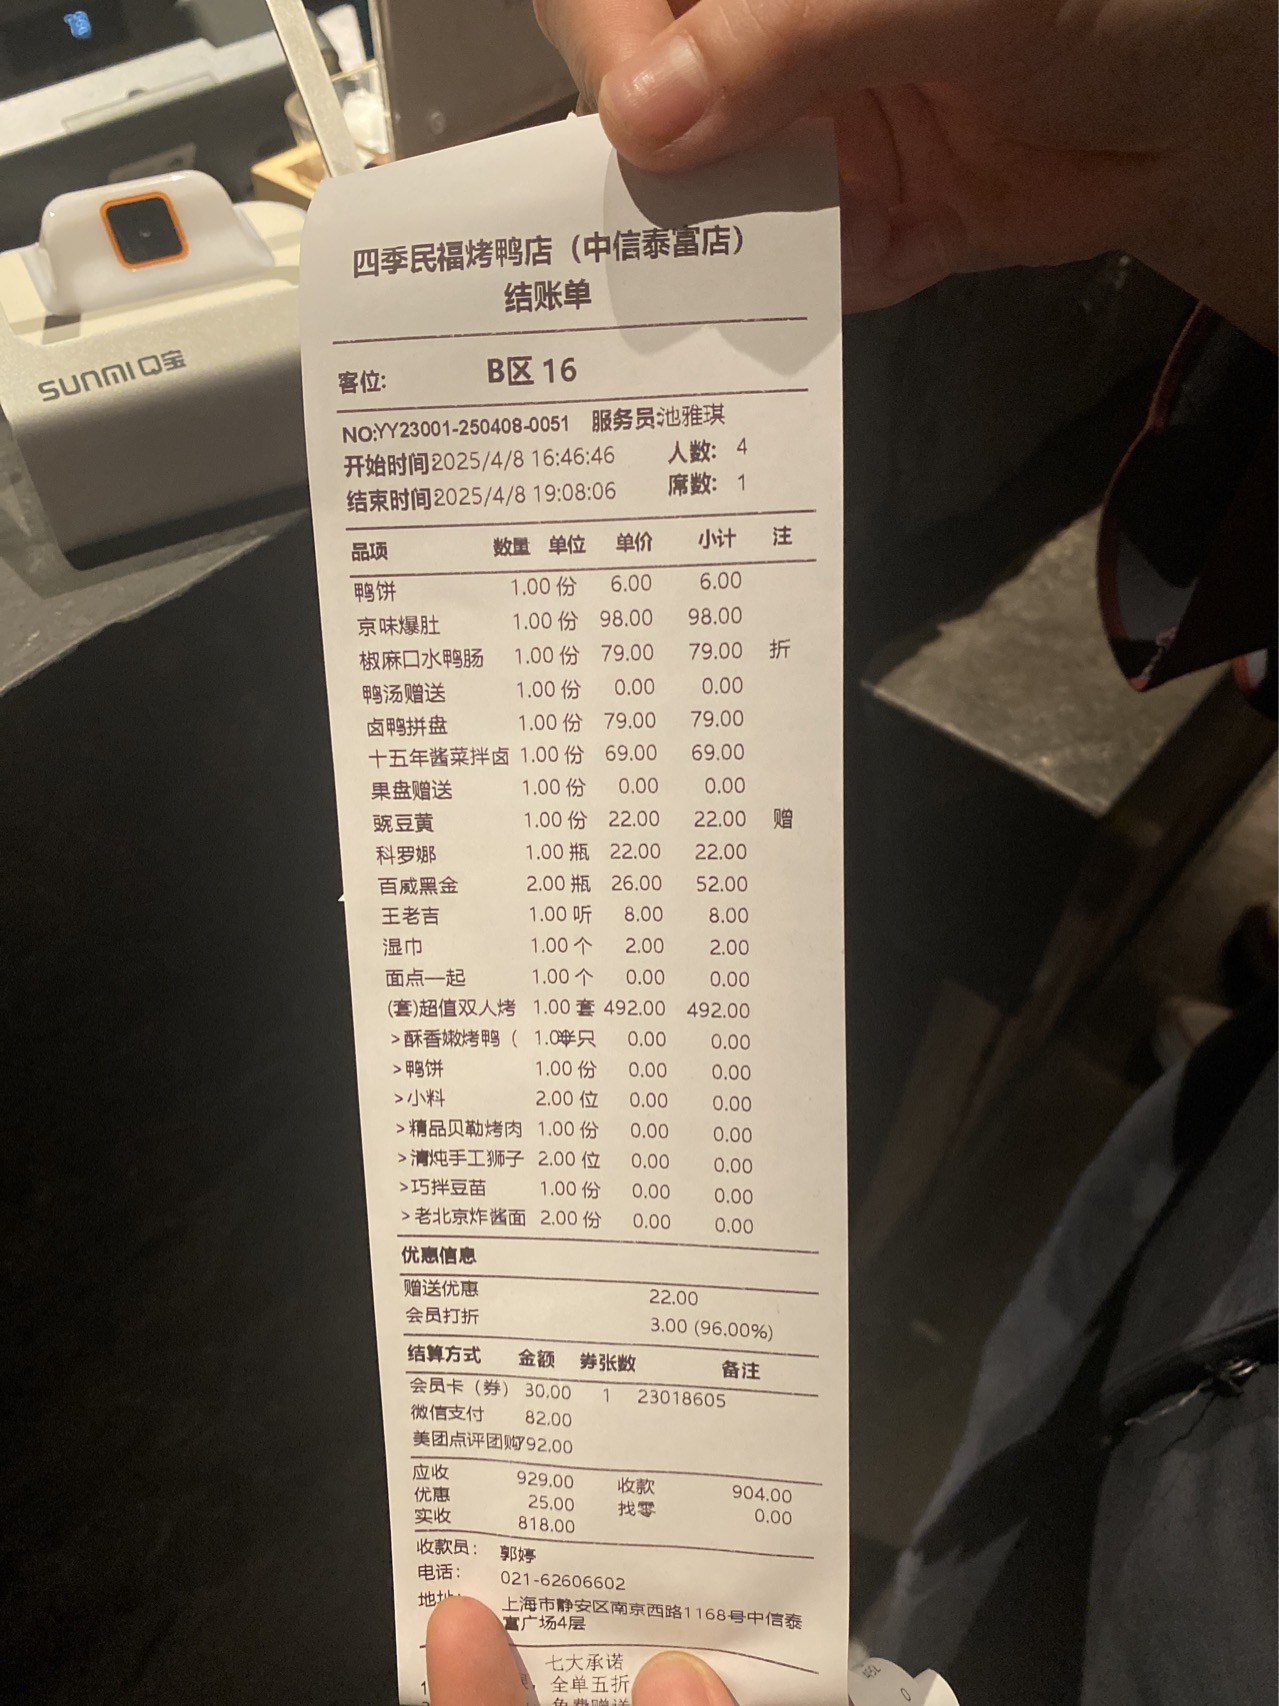 SUNMI Q宝
四季民福烤鸭店（中信泰富店）
结账单
客位: B区 16
NO:YY23001-250408-0051 服务员:池雅琪
开始时间2025/4/8 16:46:46 人数: 4
结束时间2025/4/8 19:08:06 席数: 1
品项 数量 单位 单价 小计 注
鸭饼 1.00 份 6.00 6.00
京味爆肚 1.00 份 98.00 98.00
椒麻口水鸭肠 1.00 份 79.00 79.00 折
鸭汤赠送 1.00 份 0.00 0.00
卤鸭拼盘 1.00 份 79.00 79.00
十五年酱菜拌卤 1.00 份 69.00 69.00
果盘赠送 1.00 份 0.00 0.00
豌豆黄 1.00 份 22.00 22.00 赠
科罗娜 1.00 瓶 22.00 22.00
百威黑金 2.00 瓶 26.00 52.00
王老吉 1.00 听 8.00 8.00
湿巾 1.00 个 2.00 2.00
面点一起 1.00 个 0.00 0.00
(套)超值双人烤 1.00 套 492.00 492.00
>酥香嫩烤鸭（ 1.0半只 0.00 0.00
>鸭饼 1.00 份 0.00 0.00
>小料 2.00 位 0.00 0.00
>精品贝勒烤肉 1.00 份 0.00 0.00
>清炖手工狮子 2.00 位 0.00 0.00
>巧拌豆苗 1.00 份 0.00 0.00
>老北京炸酱面 2.00 份 0.00 0.00
优惠信息
赠送优惠 22.00
会员打折 3.00 (96.00%)
结算方式 金额 券张数 备注
会员卡（券） 30.00 1 23018605
微信支付 82.00
美团点评团购792.00
应收 929.00 收款 904.00
优惠 25.00 找零 0.00
实收 818.00
收款员: 郭婷
电话: 021-62606602
地址: 上海市静安区南京西路1168号中信泰
富广场4层
七大承诺
1 , 全单五折
免费赠送